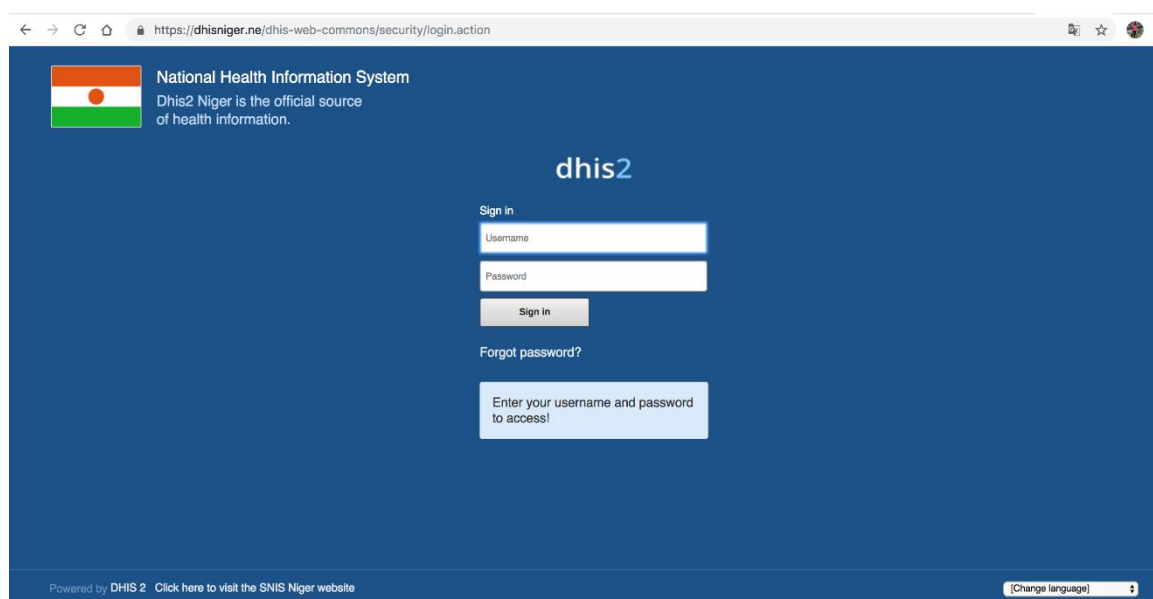 https://dhisniger.ne/dhis-web-commons/security/login.action
National Health Information System
Dhis2 Niger is the official source
of health information.
dhis2
Sign in
Username
Password
Sign in
Forgot password?
Enter your username and password
to access!
Powered by DHIS 2 Click here to visit the SNIS Niger website
[Change language]